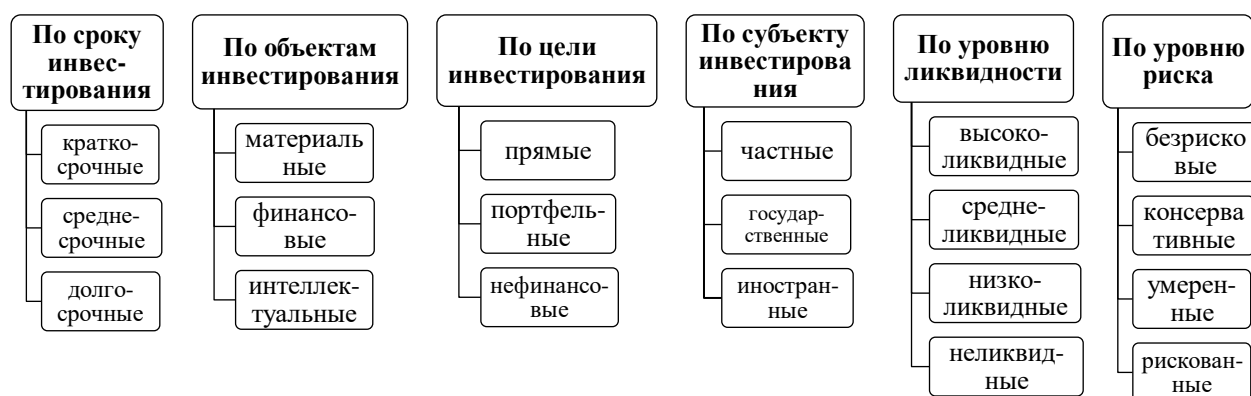 По сроку
инвес-
тирования
кратко-
срочные
средне-
срочные
долго-
срочные
По объектам
инвестирования
материаль
ные
финансо-
вые
интеллек-
туальные
По цели
инвестирования
прямые
портфель-
ные
нефинансо-
вые
По субъекту
инвестирова
ния
частные
государ-
ственные
иностран-
ные
По уровню
ликвидности
высоко-
ликвидные
средне-
ликвидные
низко-
ликвидные
неликвид-
ные
По уровню
риска
безриско
вые
консерва
тивные
умерен-
ные
рискован-
ные